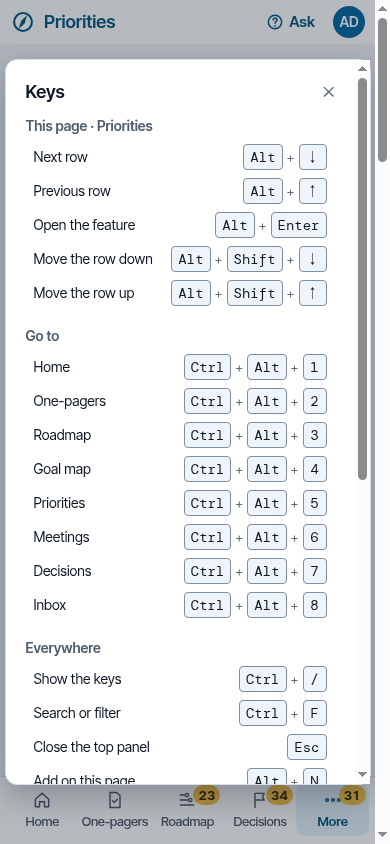 Priorities
Ask AD
Keys
This page · Priorities
Next row Alt + ↓
Previous row Alt + ↑
Open the feature Alt + Enter
Move the row down Alt + Shift + ↓
Move the row up Alt + Shift + ↑
Go to
Home Ctrl + Alt + 1
One-pagers Ctrl + Alt + 2
Roadmap Ctrl + Alt + 3
Goal map Ctrl + Alt + 4
Priorities Ctrl + Alt + 5
Meetings Ctrl + Alt + 6
Decisions Ctrl + Alt + 7
Inbox Ctrl + Alt + 8
Everywhere
Show the keys Ctrl + /
Search or filter Ctrl + F
Close the top panel Esc
Add on this page Alt + N
23 34 31
Home One-pagers Roadmap Decisions More